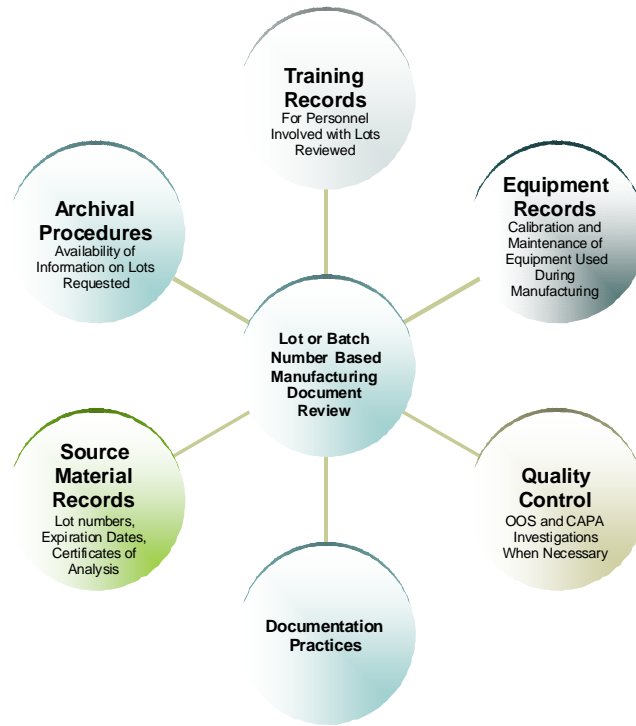 Training
Records
For Personnel
Involved with Lots
Reviewed
Archival
Procedures
Availability of
Information on Lots
Requested
Equipment
Records
Calibration and
Maintenance of
Equipment Used
During
Manufacturing
Lot or Batch
Number Based
Manufacturing
Document
Review
Source
Material
Records
Lot numbers,
Expiration Dates,
Certificates of
Analysis
Quality
Control
OOS and CAPA
Investigations
When Necessary
Documentation
Practices